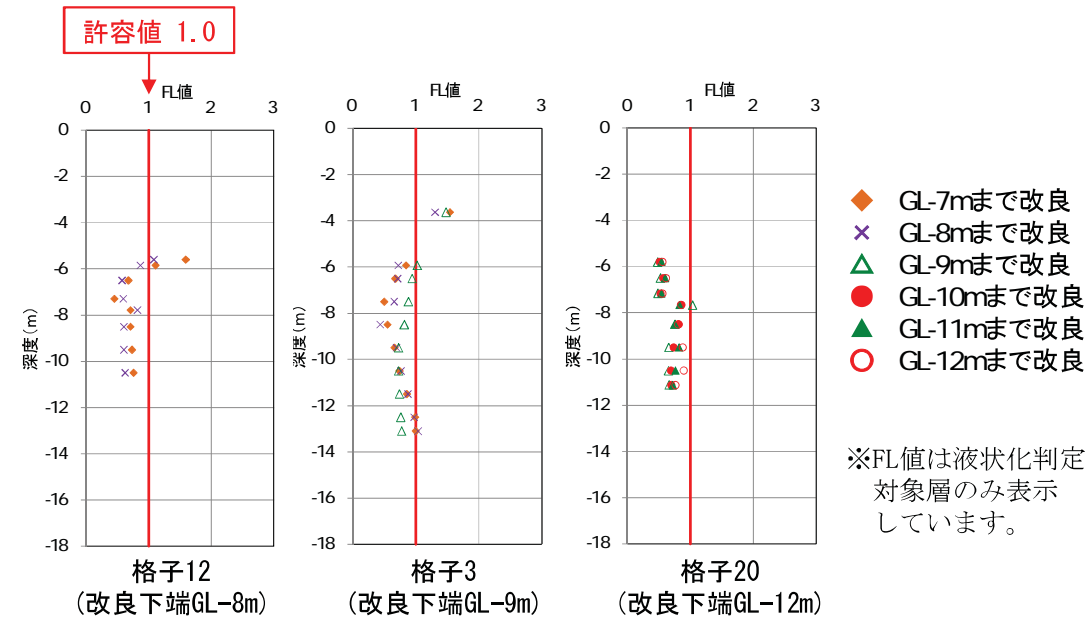 許容値 1.0
FL値
0 1 2 3
0
-2
-4
-6
-8
-10
-12
-14
-16
-18
深度(m)
格子12
(改良下端GL-8m)
FL値
0 1 2 3
0
-2
-4
-6
-8
-10
-12
-14
-16
-18
深度(m)
格子3
(改良下端GL-9m)
FL値
0 1 2 3
0
-2
-4
-6
-8
-10
-12
-14
-16
-18
深度(m)
格子20
(改良下端GL-12m)
GL-7mまで改良
GL-8mまで改良
GL-9mまで改良
GL-10mまで改良
GL-11mまで改良
GL-12mまで改良
※FL値は液状化判定
対象層のみ表示
しています。